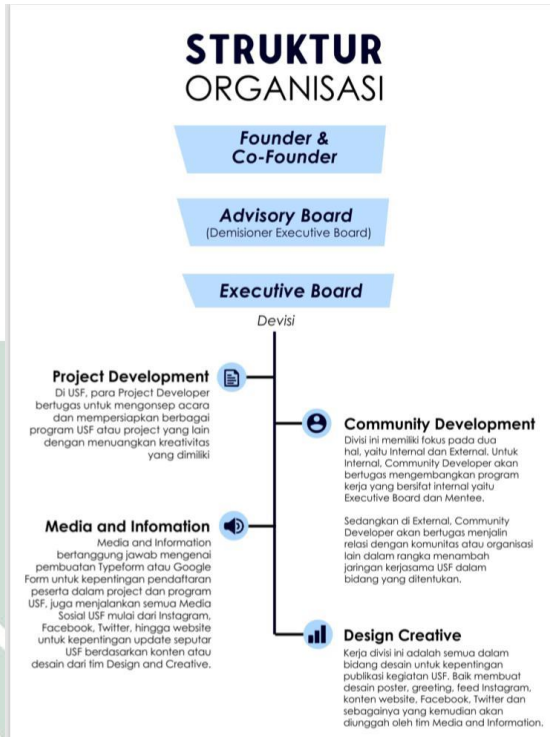 STRUKTUR
ORGANISASI
Founder &
Co-Founder
Advisory Board
(Demisioner Executive Board)
Executive Board
Devisi
Project Development
Di USF, para Project Developer
bertugas untuk mengonsep acara
dan mempersiapkan berbagai
program USF atau project yang lain
dengan menuangkan kreativitas
yang dimiliki
Community Development
Divisi ini memiliki fokus pada dua
hal, yaitu Internal dan External. Untuk
Internal, Community Developer akan
bertugas mengembangkan program
kerja yang bersifat internal yaitu
Executive Board dan Mentee.
Sedangkan di External, Community
Developer akan bertugas menjalin
relasi dengan komunitas atau organisasi
lain dalam rangka menambah
jaringan kerjasama USF dalam
bidang yang ditentukan.
Media and Infomation
Media and Information
bertanggung jawab mengenai
pembuatan Typeform atau Google
Form untuk kepentingan pendaftaran
peserta dalam project dan program
USF, juga menjalankan semua Media
Sosial USF mulai dari Instagram,
Facebook, Twitter, hingga website
untuk kepentingan update seputar
USF berdasarkan konten atau
desain dari tim Design and Creative.
Design Creative
Kerja divisi ini adalah semua dalam
bidang desain untuk kepentingan
publikasi kegiatan USF. Baik membuat
desain poster, greeting, feed Instagram,
konten website, Facebook, Twitter dan
sebagainya yang kemudian akan
diunggah oleh tim Media and Information.